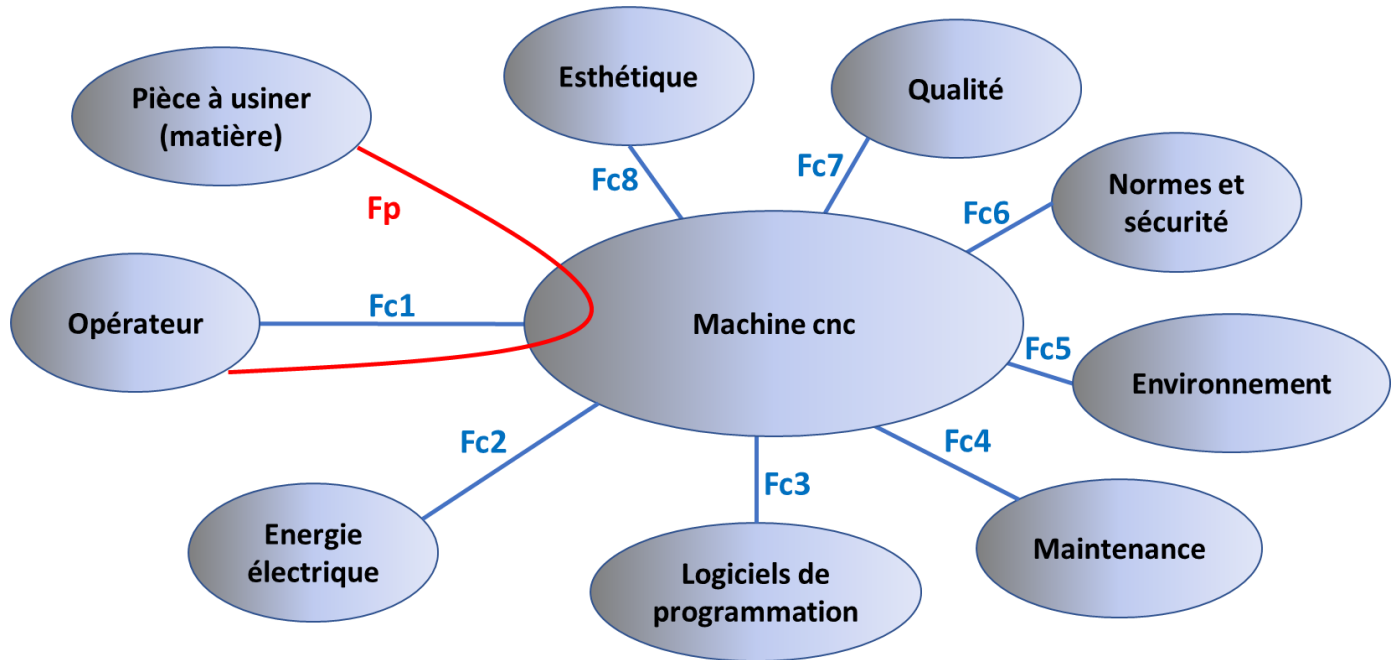 Esthétique
Qualité
Pièce à usiner
(matière)
Fc8
Fc7
Normes et
sécurité
Fp
Fc6
Opérateur
Fc1
Machine cnc
Fc5
Environnement
Fc2
Fc4
Fc3
Energie
électrique
Logiciels de
programmation
Maintenance